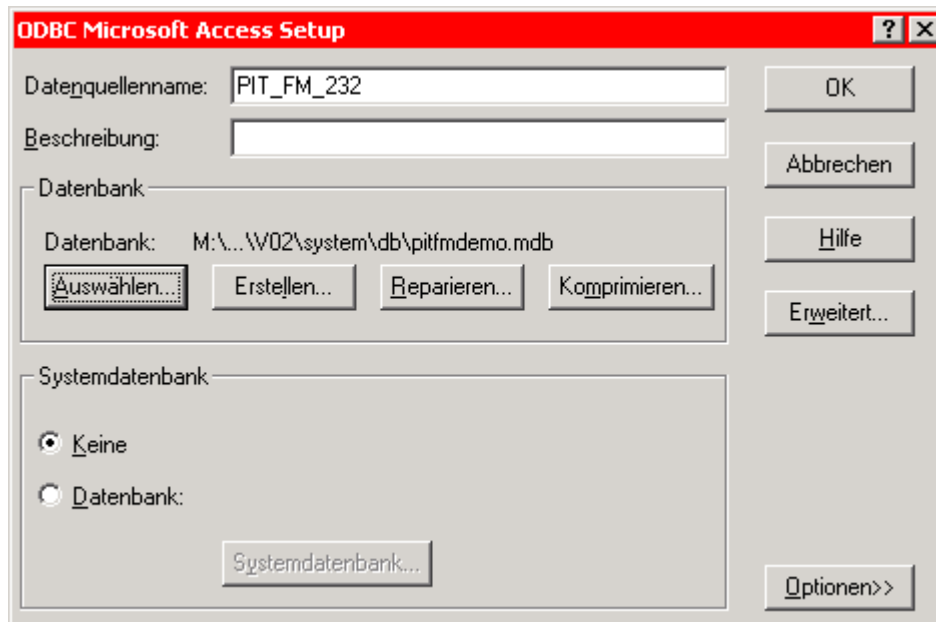 ODBC Microsoft Access Setup
Datenquellenname: PIT_FM_232
OK
Beschreibung:
Abbrechen
Datenbank
Datenbank: M:\...\V02\system\db\pitfmdemo.mdb
Hilfe
Auswählen... Erstellen... Reparieren... Komprimieren...
Erweitert...
Systemdatenbank
Keine
Datenbank:
Systemdatenbank...
Optionen>>